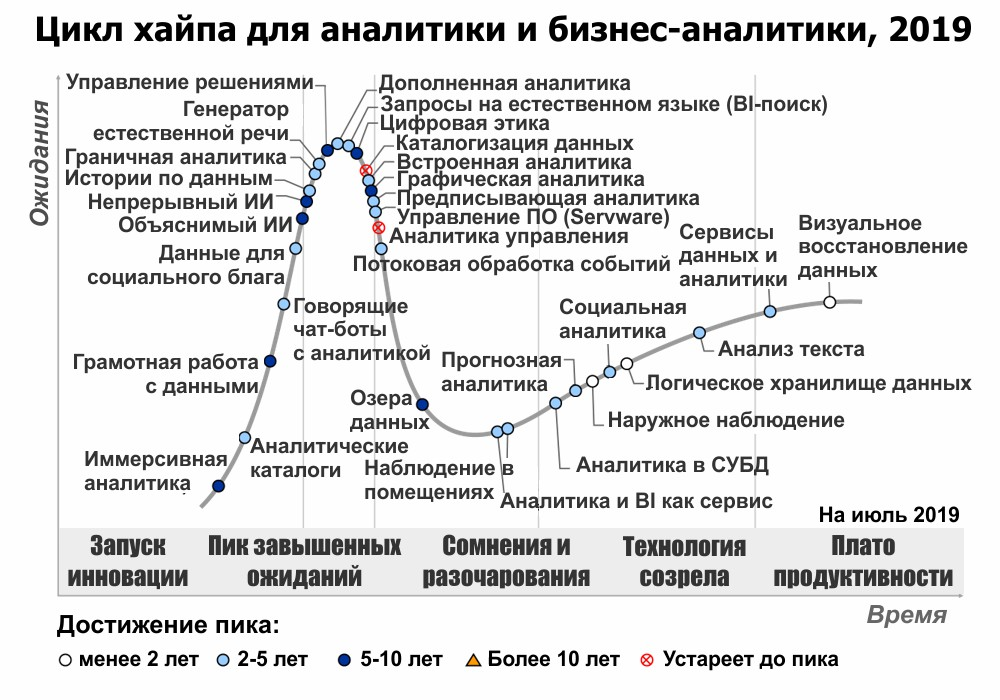 Цикл хайпа для аналитики и бизнес-аналитики, 2019
Ожидания
Управление решениями
Генератор
естественной речи
Граничная аналитика
Истории по данным
Непрерывный ИИ
Объяснимый ИИ
Данные для
социального блага
Говорящие
чат-боты
с аналитикой
Грамотная работа
с данными
Аналитические
каталоги
Иммерсивная
аналитика
Дополненная аналитика
Запросы на естественном языке (BI-поиск)
Цифровая этика
Каталогизация данных
Встроенная аналитика
Графическая аналитика
Предписывающая аналитика
Управление ПО (Servware)
Аналитика управления
Потоковая обработка событий
Озера
данных
Наблюдение в
помещениях
Аналитика и BI как сервис
Аналитика в СУБД
Прогнозная
аналитика
Наружное наблюдение
Социальная
аналитика
Логическое хранилище данных
Анализ текста
Сервисы
данных и
аналитики
Визуальное
восстановление
данных
На июль 2019
Запуск
инновации
Пик завышенных
ожиданий
Сомнения и
разочарования
Технология
созрела
Плато
продуктивности
Время
Достижение пика:
менее 2 лет
2-5 лет
5-10 лет
Более 10 лет
Устареет до пика